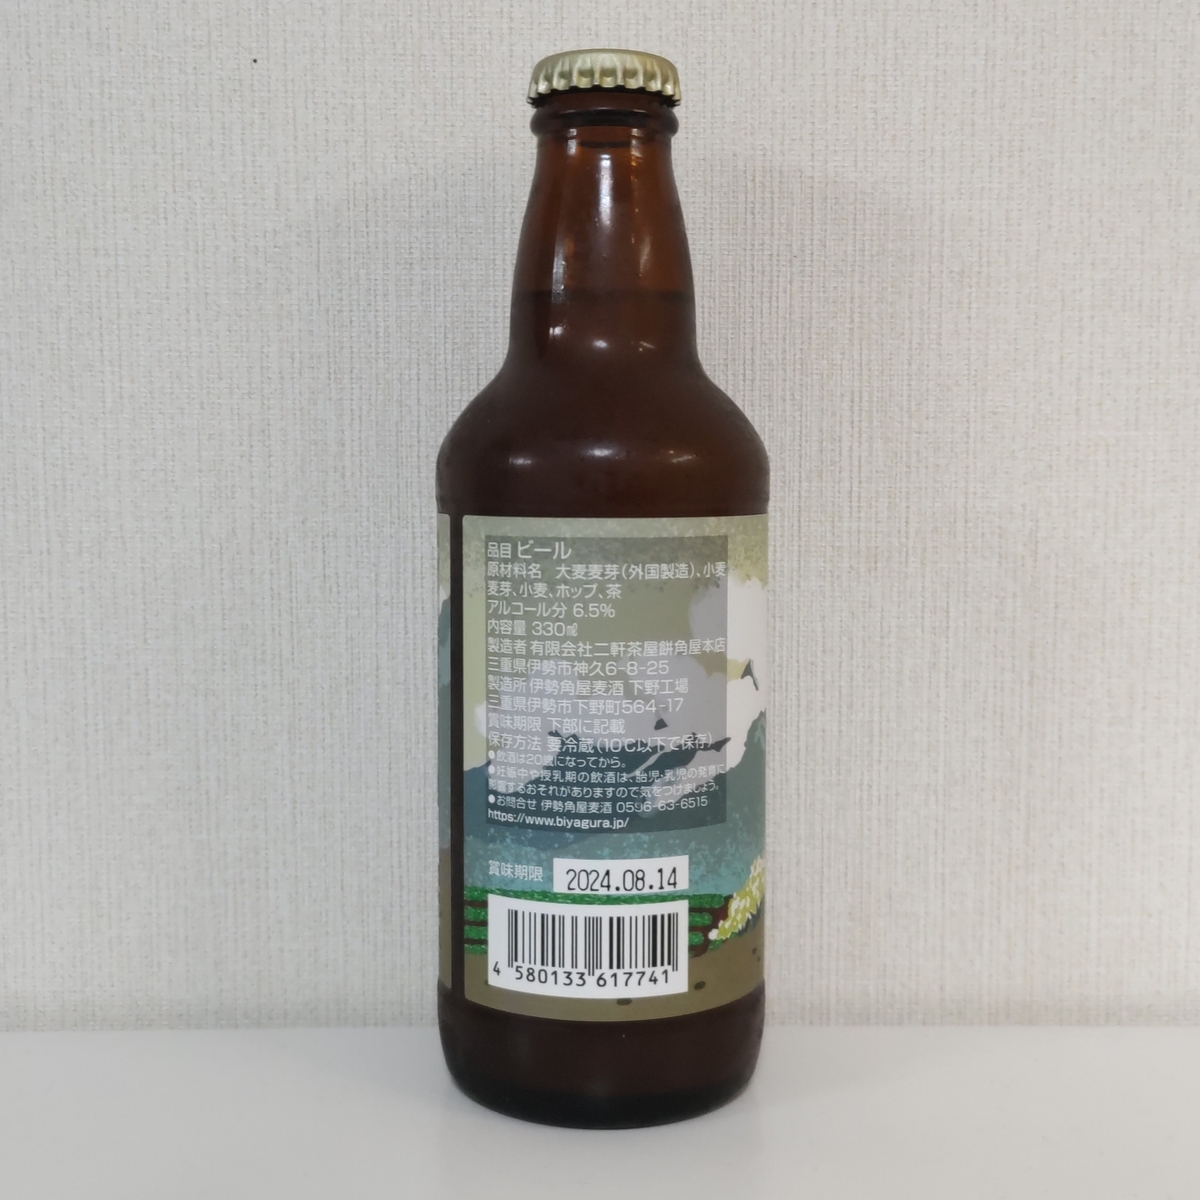 品目 ビール
原材料名 大麦麦芽(外国製造)、小麦
麦芽、小麦、ホップ、茶
アルコール分 6.5%
内容量 330㎖
製造者 有限会社二軒茶屋餅角屋本店
三重県伊勢市神久6-8-25
製造所 伊勢角屋麦酒 下野工場
三重県伊勢市下野町564-17
賞味期限 下部に記載
保存方法 要冷蔵(10℃以下で保存)
●飲酒は20歳になってから。
●妊娠中や授乳期の飲酒は、胎児・乳児の発育に
影響するおそれがありますので気をつけましょう。
●お問合せ 伊勢角屋麦酒 0596-63-6515
https://www.biyagura.jp/
賞味期限 2024.08.14
4 580133 617741